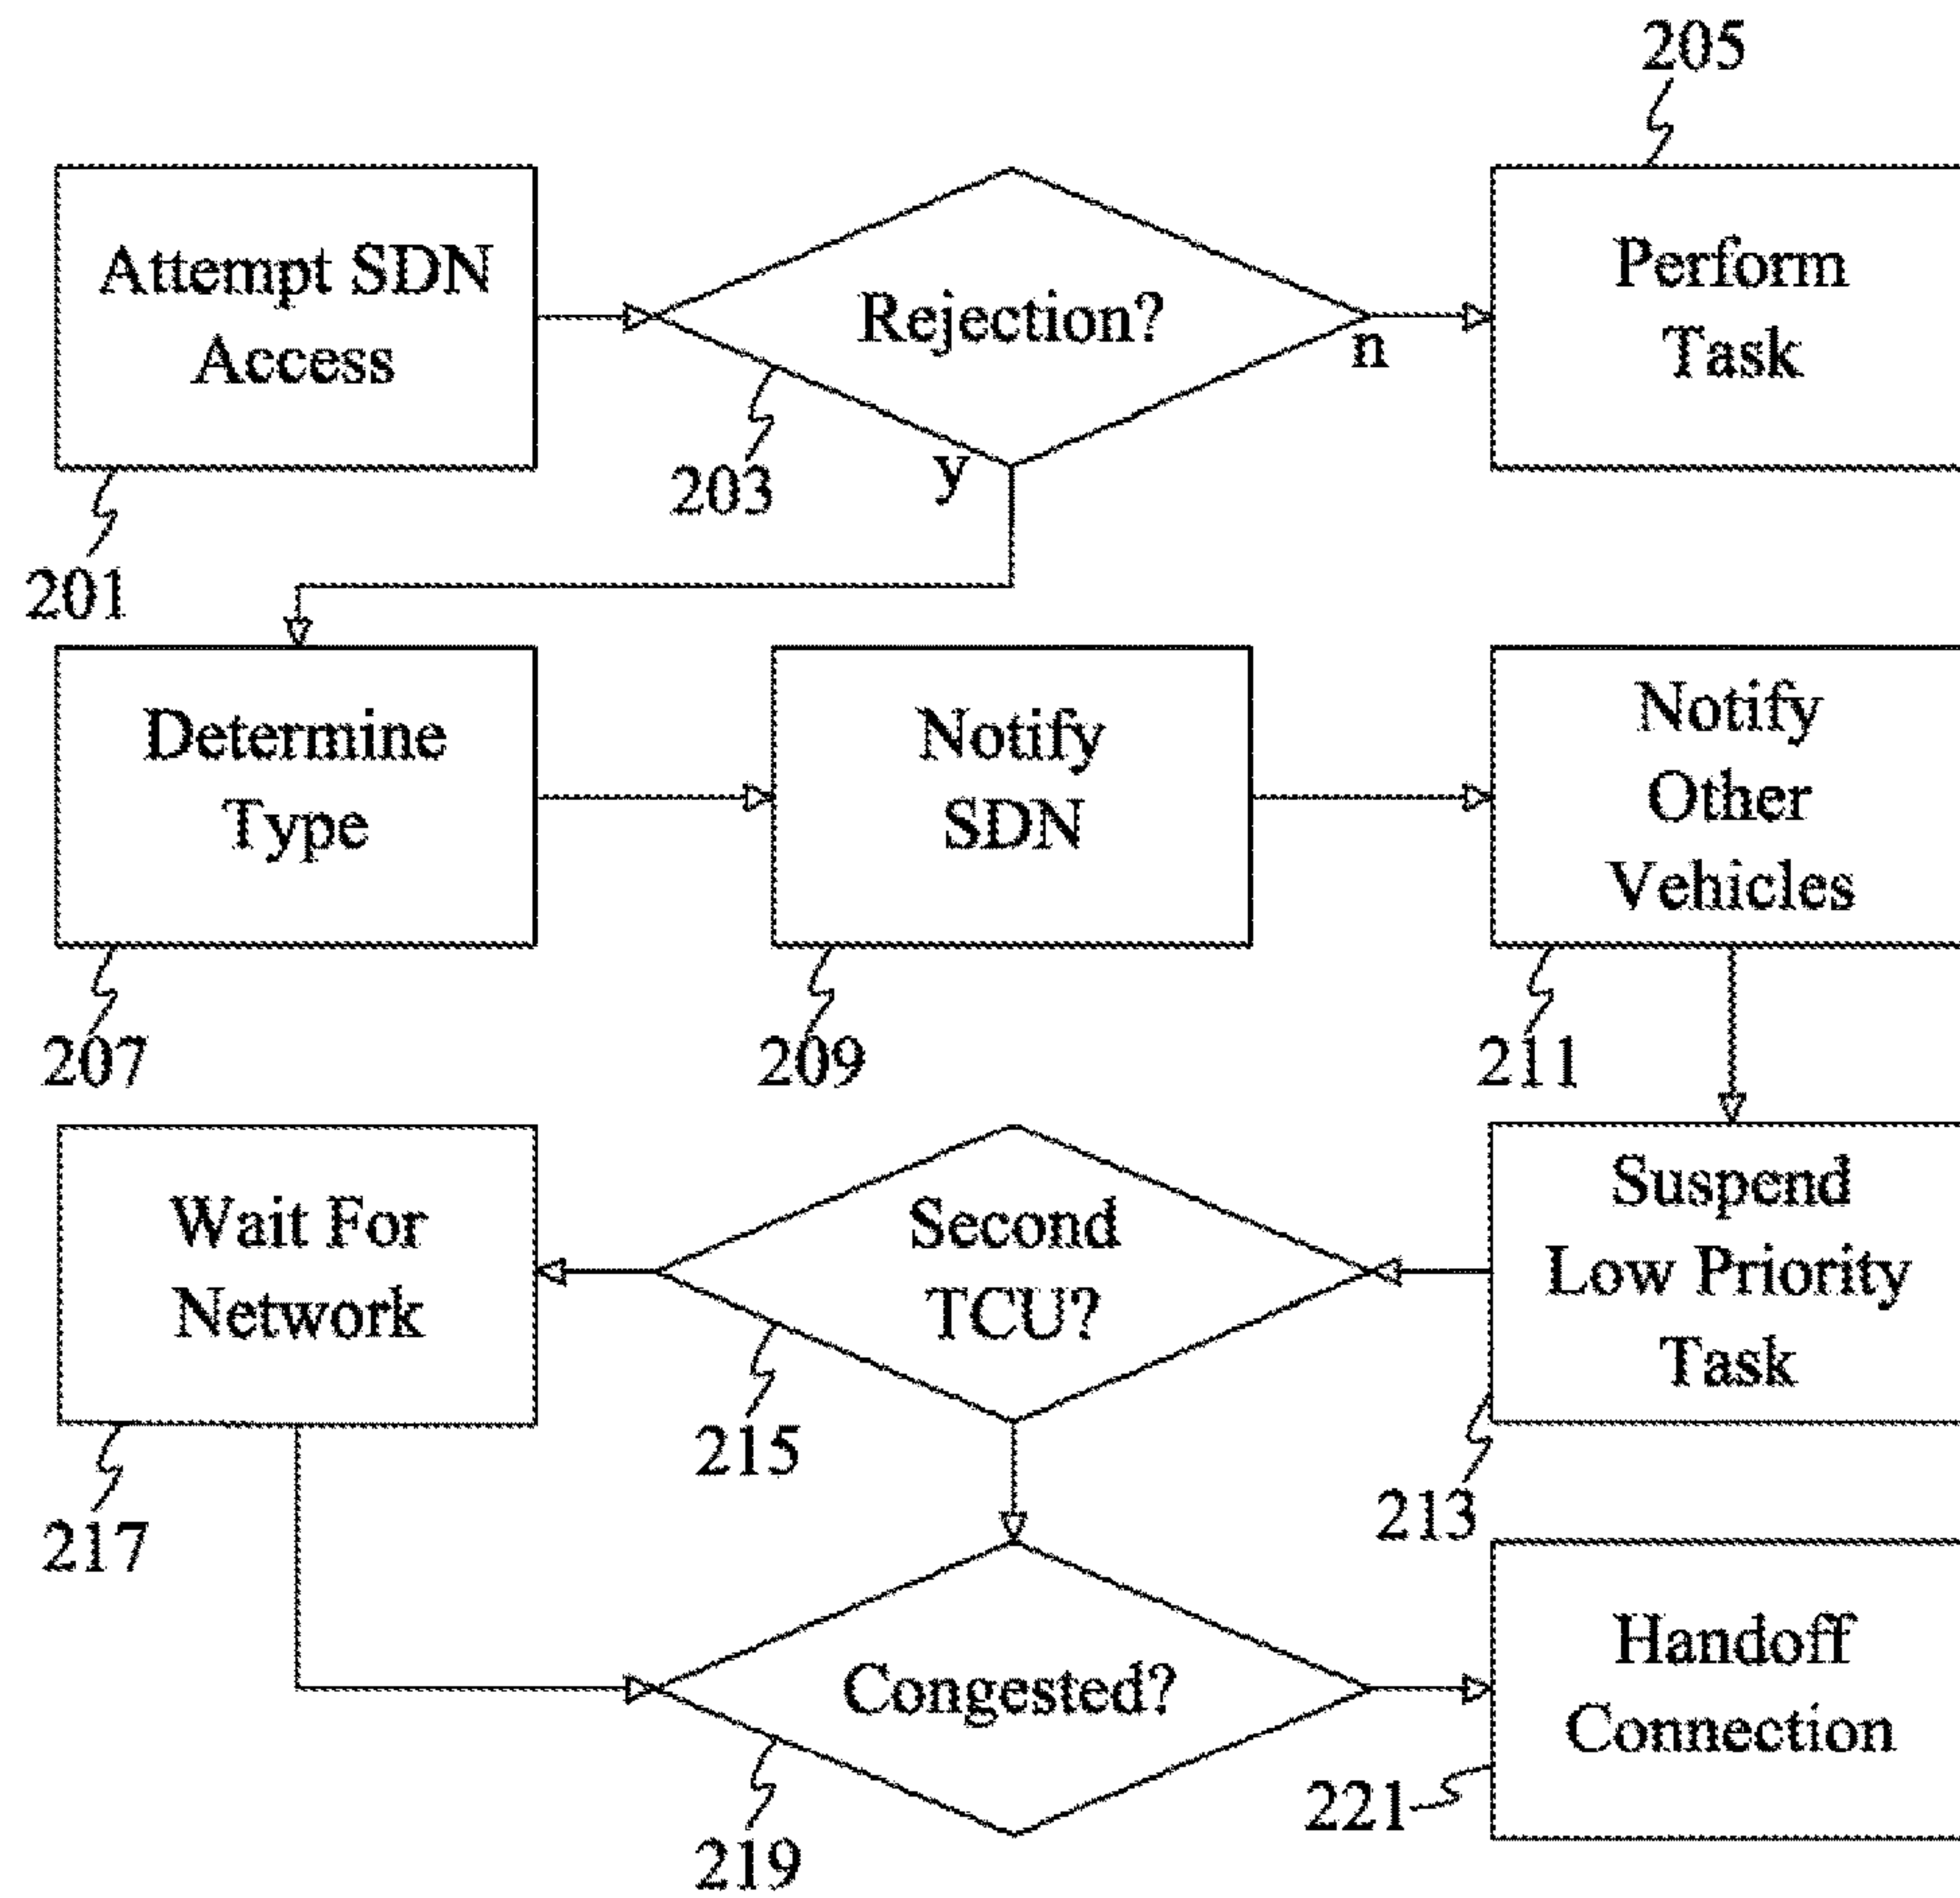 205
Attempt SDN
Access
Rejection?
n
Perform
Task
203
y
201
Determine
Type
Notify
SDN
Notify
Other
Vehicles
207
209
211
Wait For
Network
Second
TCU?
Suspend
Low Priority
Task
215
213
217
Congested?
Handoff
Connection
221
219